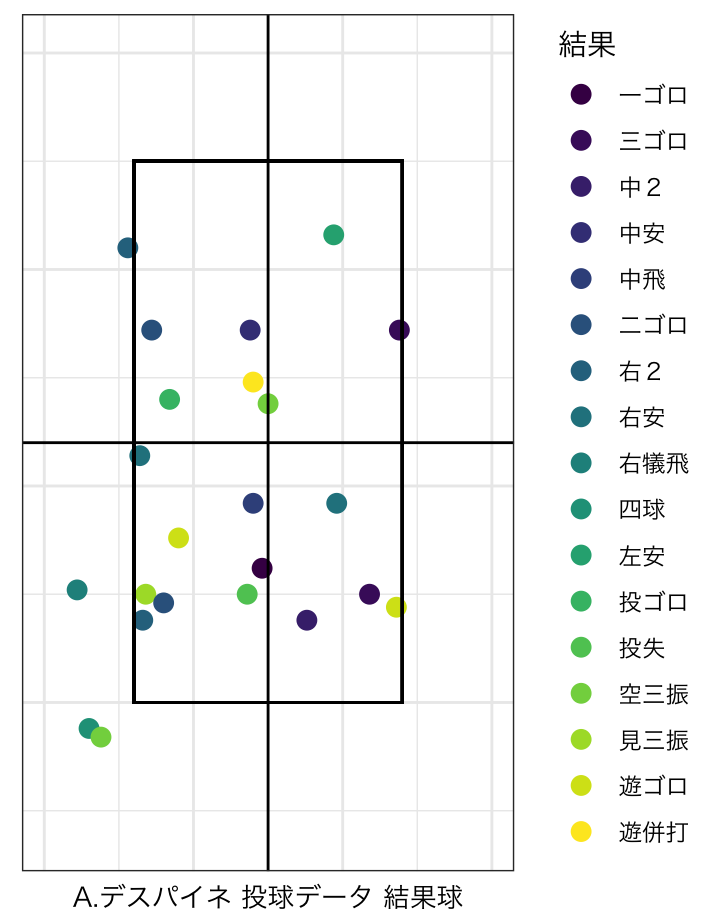 結果
一ゴロ
三ゴロ
中２
中安
中飛
二ゴロ
右２
右安
右犠飛
四球
左安
投ゴロ
投失
空三振
見三振
遊ゴロ
遊併打
A.デスパイネ 投球データ 結果球